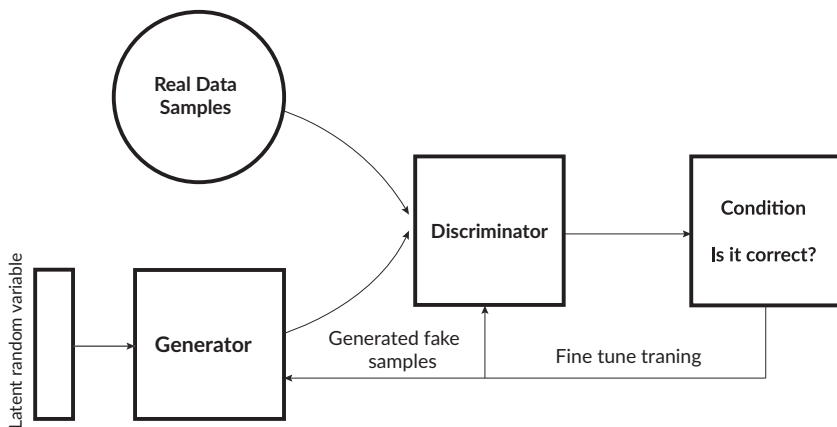 Real Data
Samples
Discriminator
Condition
Is it correct?
Latent random variable
Generator
Generated fake
samples
Fine tune traning